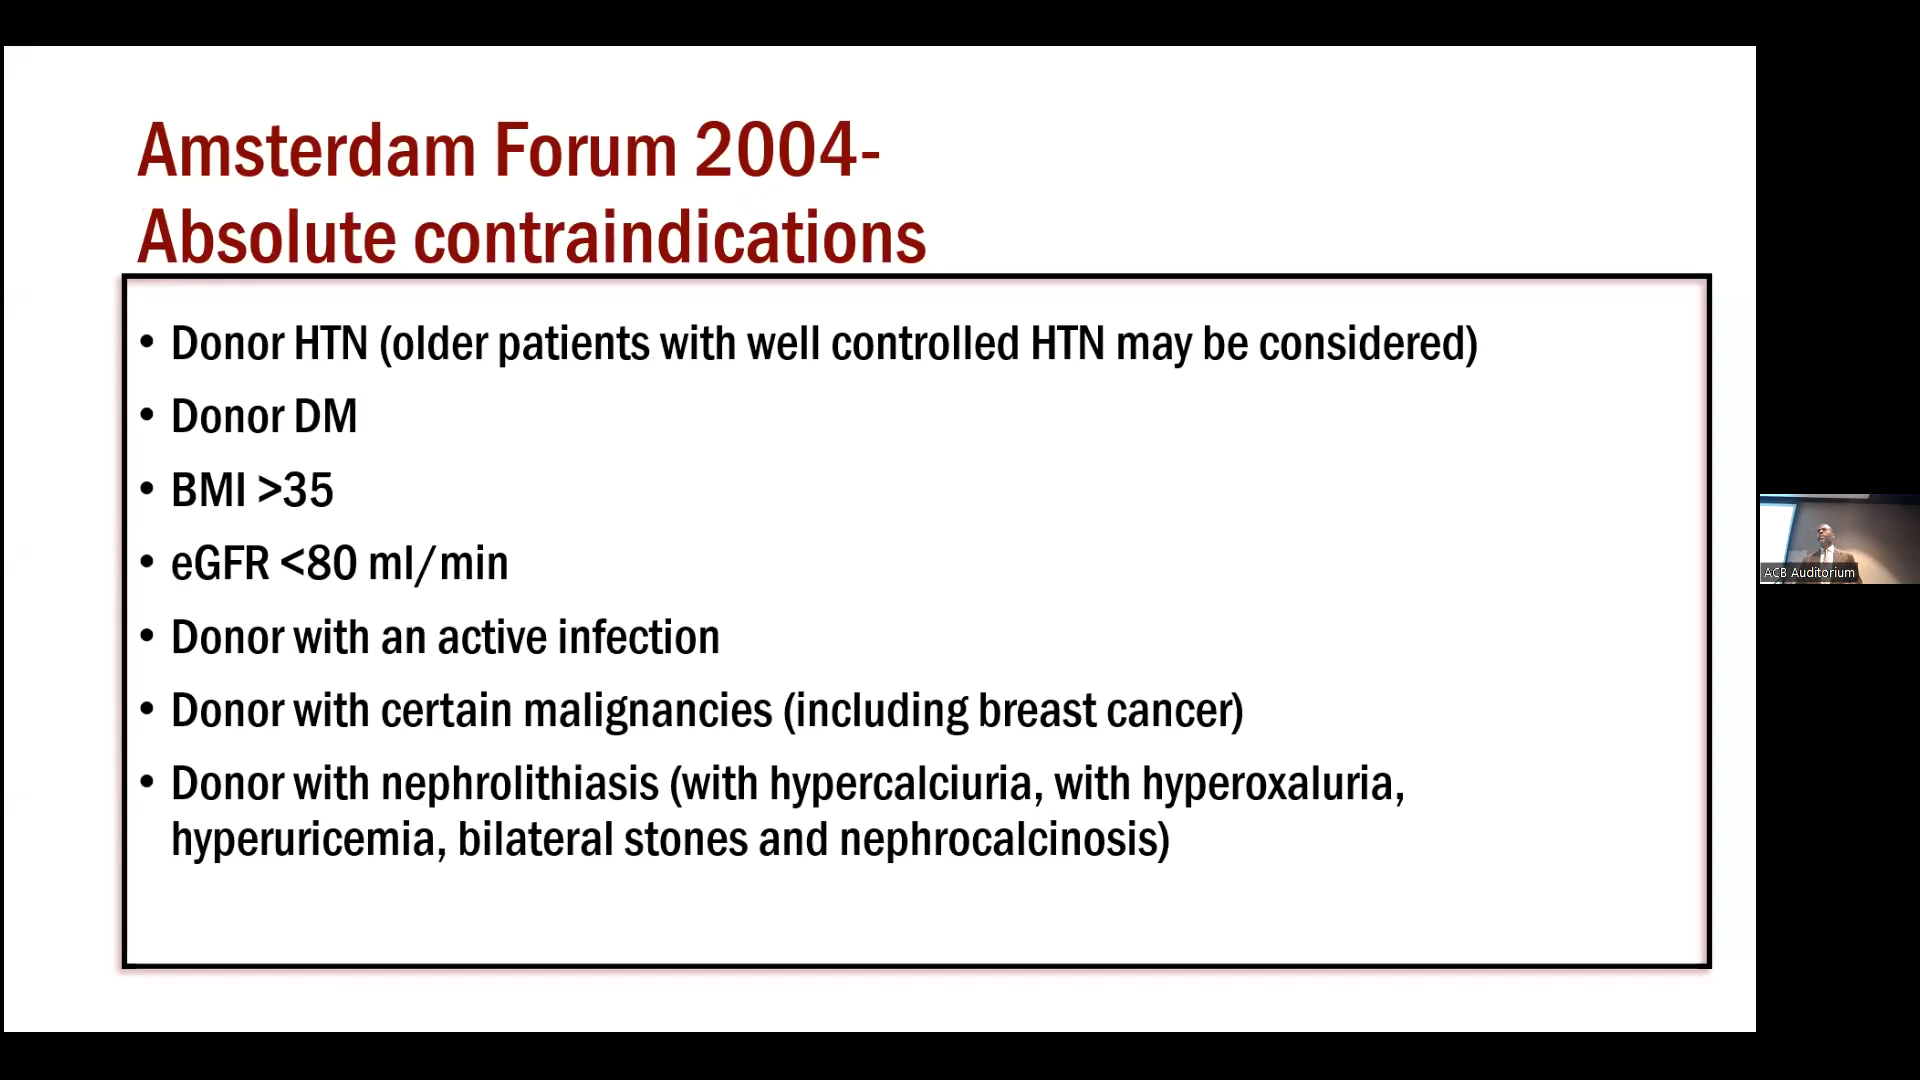 Amsterdam Forum 2004-
Absolute contraindications
• Donor HTN (older patients with well controlled HTN may be considered)
• Donor DM
• BMI >35
• eGFR <80 ml/min
• Donor with an active infection
• Donor with certain malignancies (including breast cancer)
• Donor with nephrolithiasis (with hypercalciuria, with hyperoxaluria,
hyperuricemia, bilateral stones and nephrocalcinosis)
ACB Auditorium